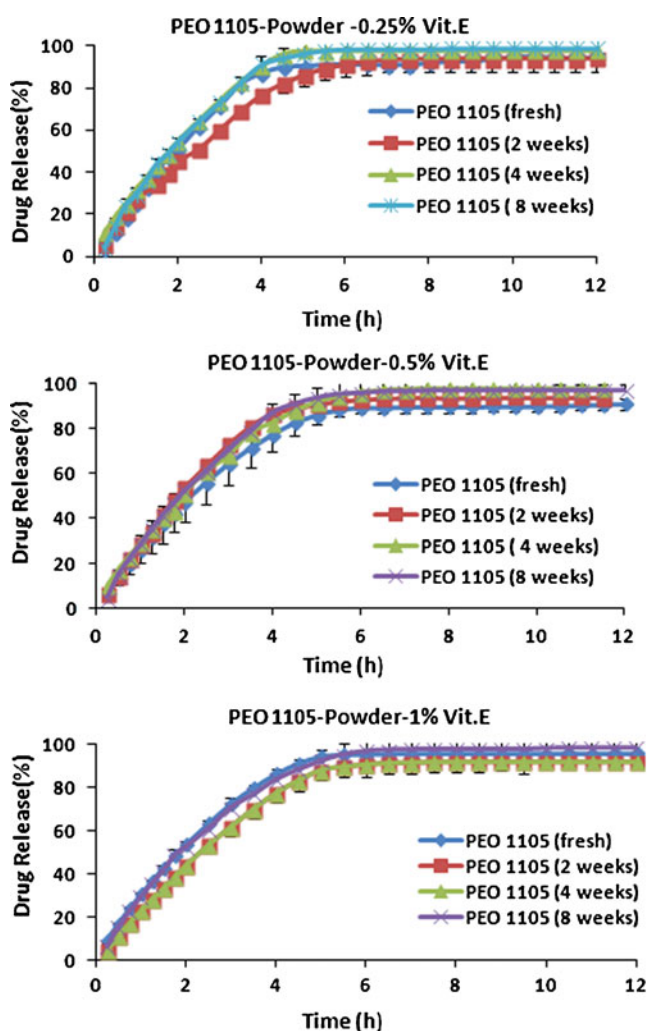 PEO 1105-Powder -0.25% Vit.E
Drug Release(%)
100
80
60
40
20
0
PEO 1105 (fresh)
PEO 1105 (2 weeks)
PEO 1105 (4 weeks)
PEO 1105 ( 8 weeks)
0 2 4 6 8 10 12
Time (h)
PEO 1105-Powder-0.5% Vit.E
Drug Release(%)
100
80
60
40
20
0
PEO 1105 (fresh)
PEO 1105 (2 weeks)
PEO 1105 ( 4 weeks)
PEO 1105 (8 weeks)
0 2 4 6 8 10 12
Time (h)
PEO 1105-Powder-1% Vit.E
Drug Release(%)
100
80
60
40
20
0
PEO 1105 (fresh)
PEO 1105 (2 weeks)
PEO 1105 (4 weeks)
PEO 1105 (8 weeks)
0 2 4 6 8 10 12
Time (h)